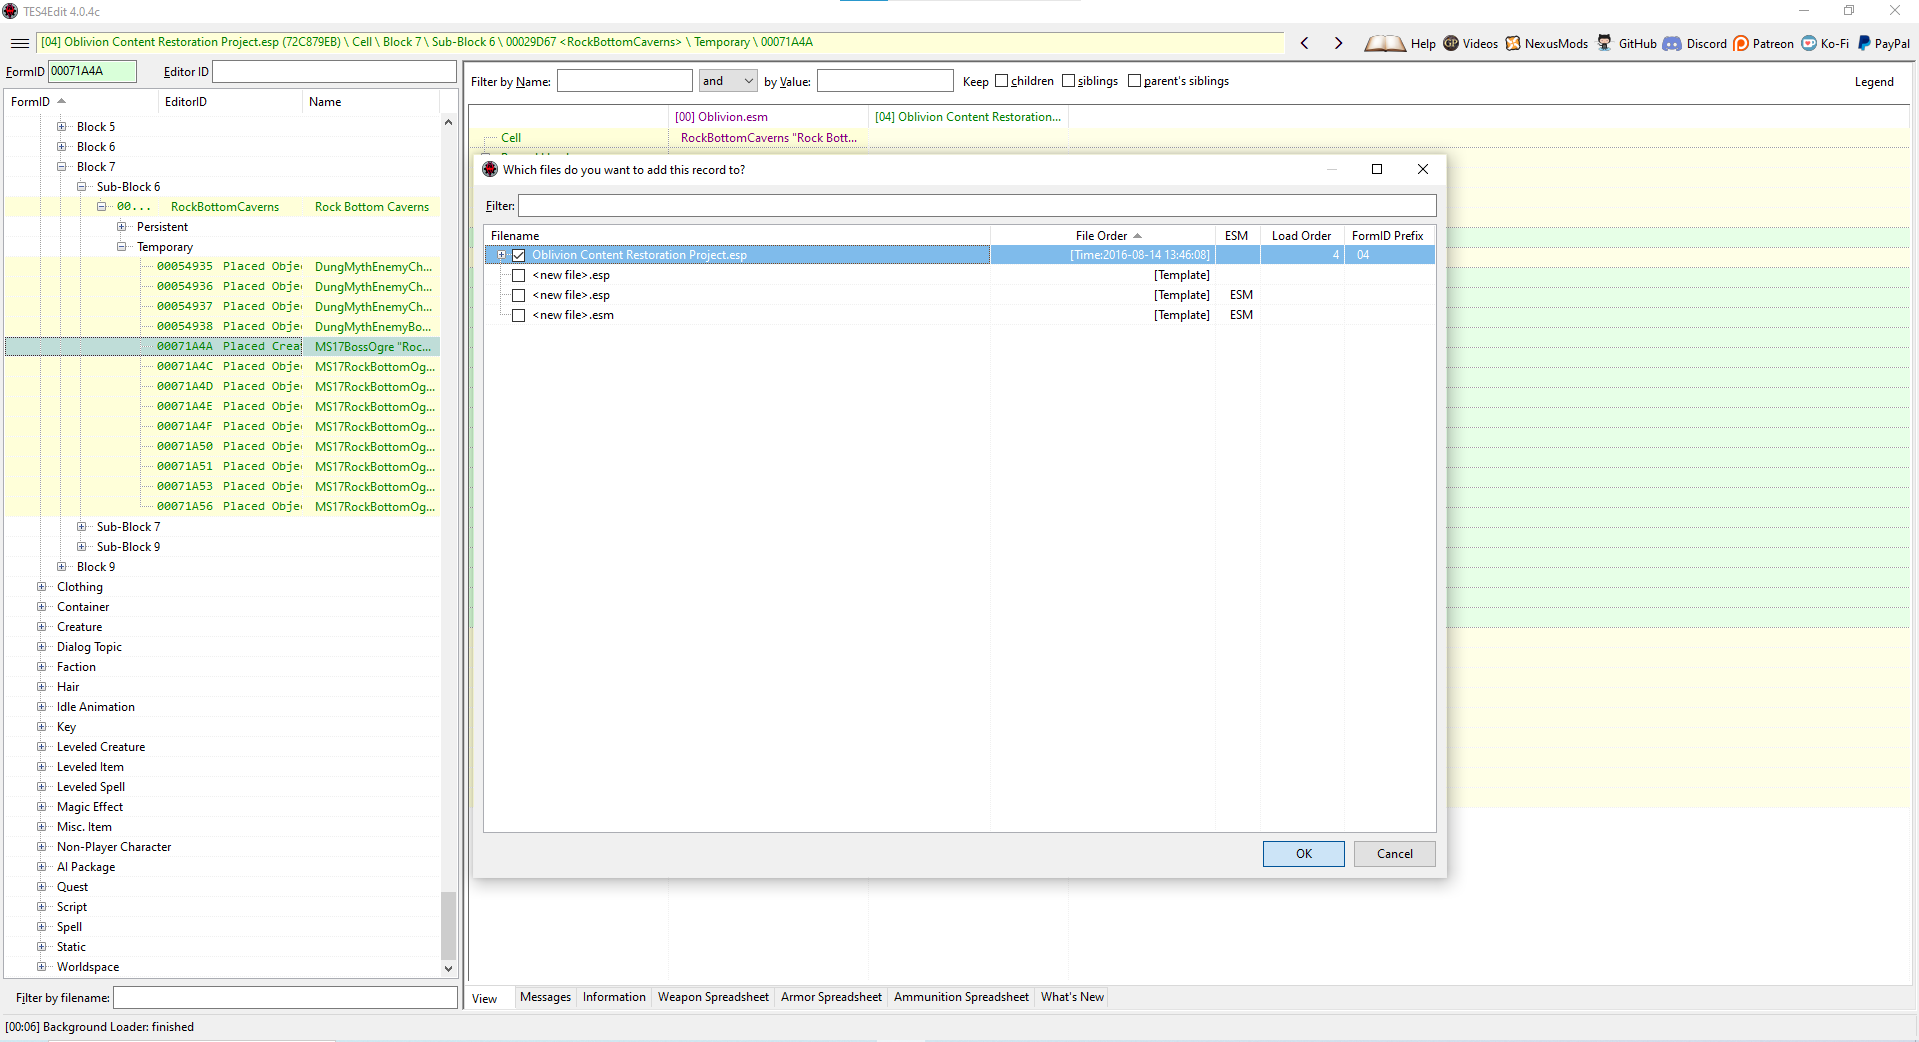 TES4Edit 4.0.4c
[04] Oblivion Content Restoration Project.esp (72C879EB) \ Cell \ Block 7 \ Sub-Block 6 \ 00029D67 <RockBottomCaverns> \ Temporary \ 00071A4A
Help
Videos
NexusMods
GitHub
Discord
Patreon
Ko-Fi
PayPal
FormID 00071A4A Editor ID
Filter by Name: and by Value: Keep children siblings parent's siblings Legend
FormID EditorID Name
Block 5
Block 6
Block 7
Sub-Block 6
00... RockBottomCaverns Rock Bottom Caverns
Persistent
Temporary
00054935 Placed Obje DungMythEnemyCh...
00054936 Placed Obje DungMythEnemyCh...
00054937 Placed Obje DungMythEnemyCh...
00054938 Placed Obje DungMythEnemyBo...
00071A4A Placed Crea MS17BossOgre "Roc...
00071A4C Placed Obje MS17RockBottomOg...
00071A4D Placed Obje MS17RockBottomOg...
00071A4E Placed Obje MS17RockBottomOg...
00071A4F Placed Obje MS17RockBottomOg...
00071A50 Placed Obje MS17RockBottomOg...
00071A51 Placed Obje MS17RockBottomOg...
00071A53 Placed Obje MS17RockBottomOg...
00071A56 Placed Obje MS17RockBottomOg...
Sub-Block 7
Sub-Block 9
Block 9
Clothing
Container
Creature
Dialog Topic
Faction
Hair
Idle Animation
Key
Leveled Creature
Leveled Item
Leveled Spell
Magic Effect
Misc. Item
Non-Player Character
AI Package
Quest
Script
Spell
Static
Worldspace
Filter by filename:
[00] Oblivion.esm [04] Oblivion Content Restoration...
Cell RockBottomCaverns "Rock Bott...
Which files do you want to add this record to?
Filter:
Filename File Order ESM Load Order FormID Prefix
Oblivion Content Restoration Project.esp [Time:2016-08-14 13:46:08] 4 04
<new file>.esp [Template]
<new file>.esp [Template] ESM
<new file>.esm [Template] ESM
OK Cancel
View Messages Information Weapon Spreadsheet Armor Spreadsheet Ammunition Spreadsheet What's New
[00:06] Background Loader: finished